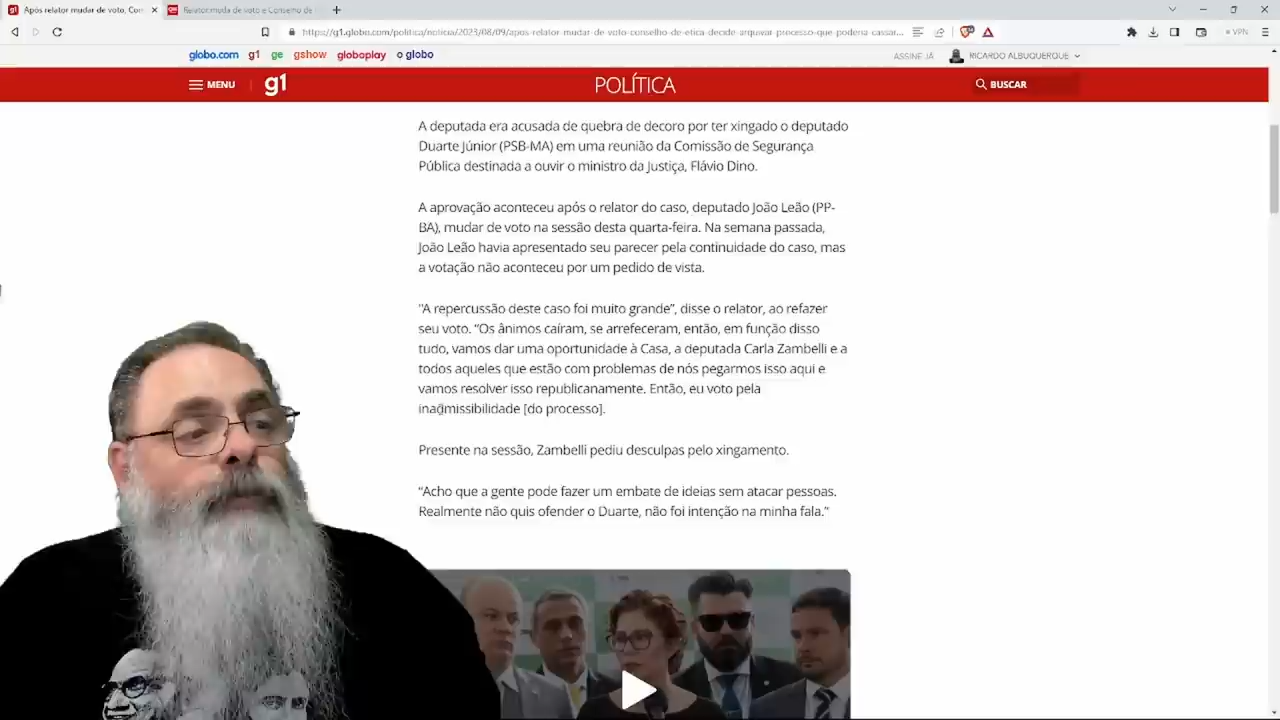 Após relator mudar de voto, Con
Relator muda de voto e Conselho de
https://g1.globo.com/politica/noticia/2023/08/09/apos-relator-mudar-de-voto-conselho-de-etica-decide-arquivar-processo-que-poderia-cassar...
VPN
globo.com g1 ge gshow globoplay o globo
ASSINE JÁ
RICARDO ALBUQUERQUE
MENU
g1
POLÍTICA
BUSCAR
A deputada era acusada de quebra de decoro por ter xingado o deputado
Duarte Júnior (PSB-MA) em uma reunião da Comissão de Segurança
Pública destinada a ouvir o ministro da Justiça, Flávio Dino.
A aprovação aconteceu após o relator do caso, deputado João Leão (PP-
BA), mudar de voto na sessão desta quarta-feira. Na semana passada,
João Leão havia apresentado seu parecer pela continuidade do caso, mas
a votação não aconteceu por um pedido de vista.
"A repercussão deste caso foi muito grande”, disse o relator, ao refazer
seu voto. “Os ânimos caíram, se arrefeceram, então, em função disso
tudo, vamos dar uma oportunidade à Casa, a deputada Carla Zambelli e a
todos aqueles que estão com problemas de nós pegarmos isso aqui e
vamos resolver isso republicanamente. Então, eu voto pela
inadmissibilidade [do processo].
Presente na sessão, Zambelli pediu desculpas pelo xingamento.
“Acho que a gente pode fazer um embate de ideias sem atacar pessoas.
Realmente não quis ofender o Duarte, não foi intenção na minha fala.”